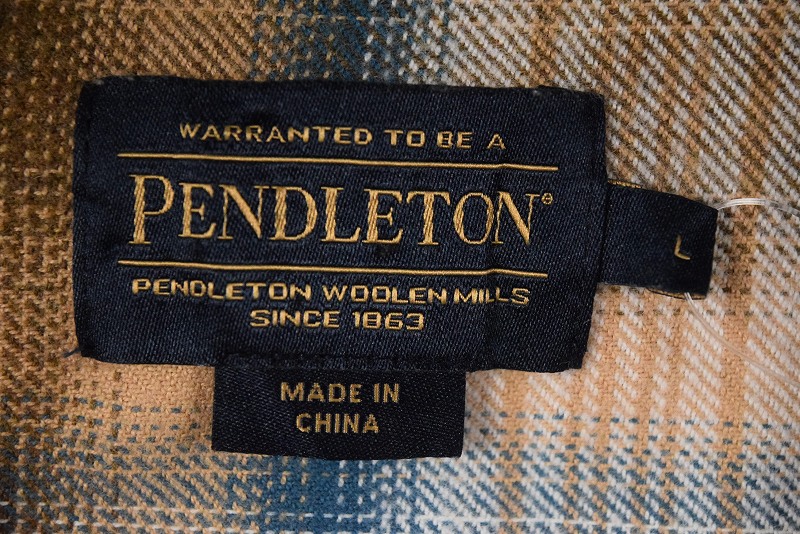 WARRANTED TO BE A
PENDLETON®
PENDLETON WOOLEN MILLS
SINCE 1863
L
MADE IN
CHINA